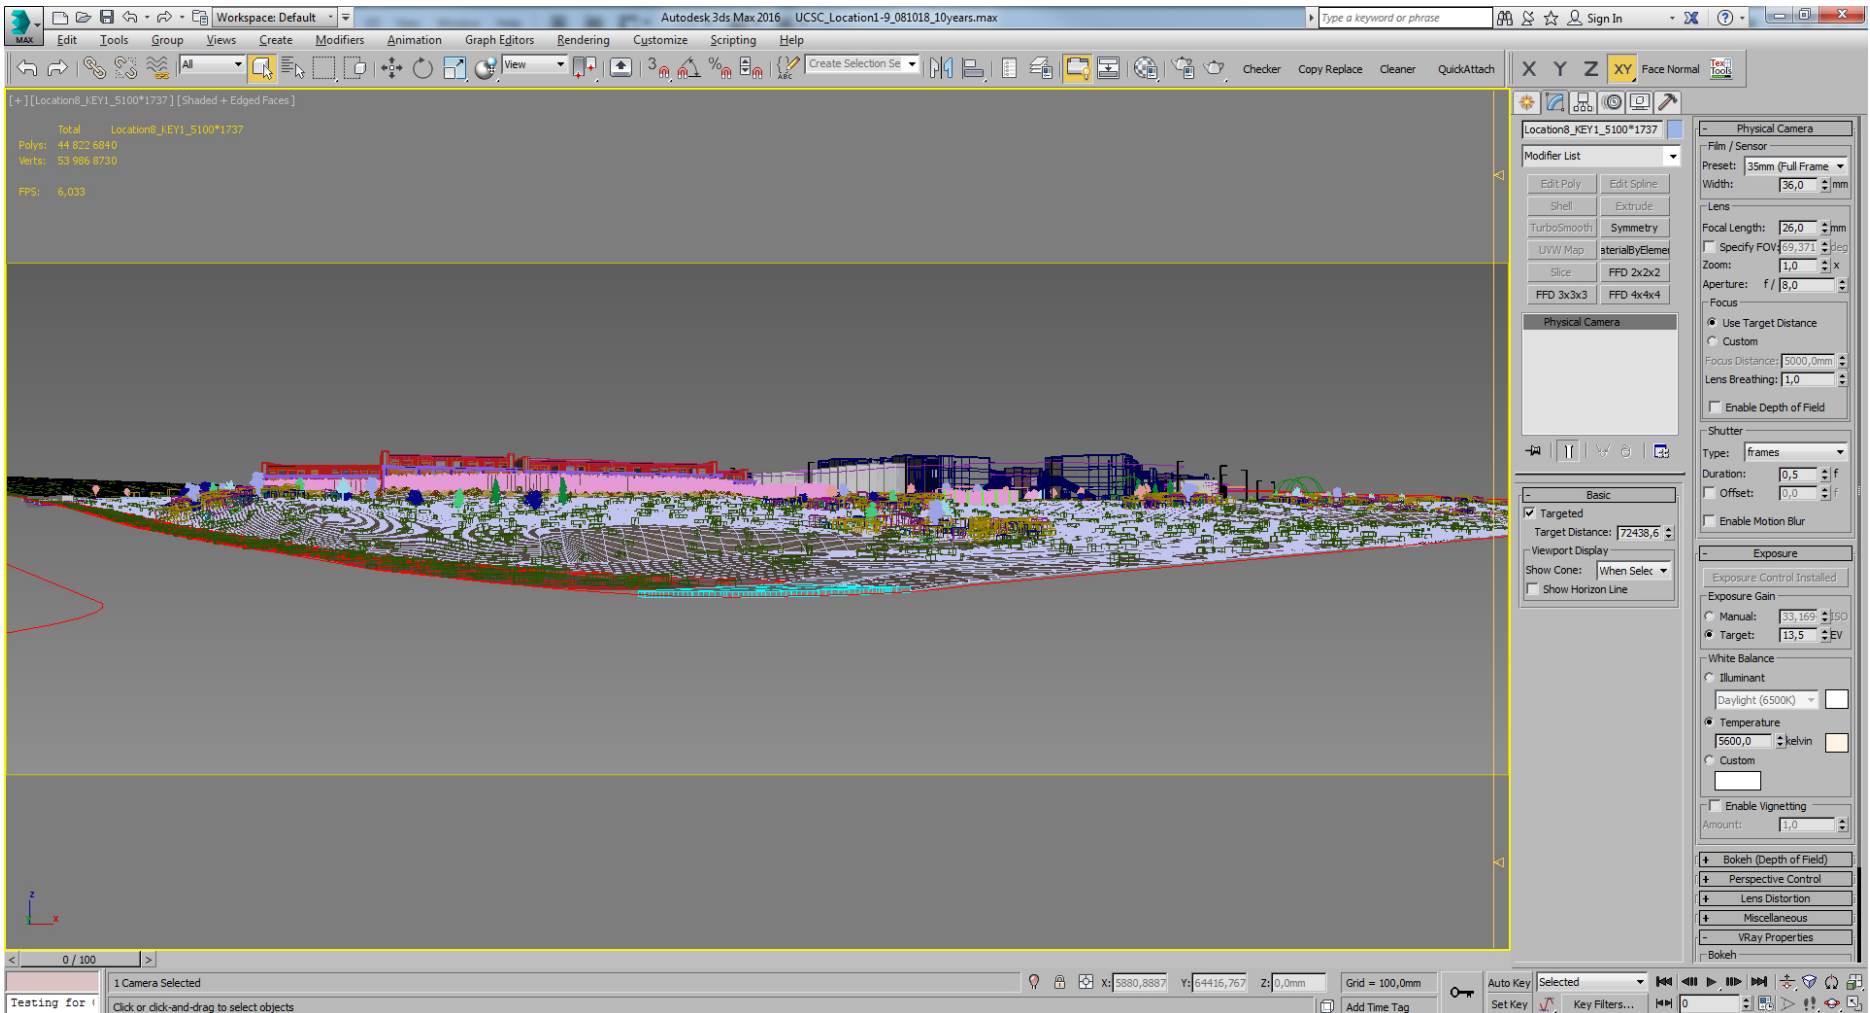 Workspace: Default
Autodesk 3ds Max 2016 UCSC_Location1-9_081018_10years.max
Type a keyword or phrase
Sign In
MAX
Edit Tools Group Views Create Modifiers Animation Graph Editors Rendering Customize Scripting Help
All
View
3
ABC
Create Selection Se
Checker Copy Replace Cleaner QuickAttach
X Y Z XY Face Normal
Tools
[+][Location8_KEY1_5100*1737][Shaded + Edged Faces]
Total Location8_KEY1_5100*1737
Polys: 44 822 6840
Verts: 53 986 8730
FPS: 6,033
z
x
Location8_KEY1_5100*1737
Modifier List
Edit Poly Edit Spline
Shell Extrude
TurboSmooth Symmetry
UVW Map aterialByElemer
Slice FFD 2x2x2
FFD 3x3x3 FFD 4x4x4
Physical Camera
- Basic
Targeted
Target Distance: 72438,6
Viewport Display
Show Cone: When Selec
Show Horizon Line
- Physical Camera
Film / Sensor
Preset: 35mm (Full Frame
Width: 36,0 mm
Lens
Focal Length: 26,0 mm
Specify FOV: 69,371 deg
Zoom: 1,0 x
Aperture: f / 8,0
Focus
Use Target Distance
Custom
Focus Distance: 5000,0mm
Lens Breathing: 1,0
Enable Depth of Field
Shutter
Type: frames
Duration: 0,5 f
Offset: 0,0 f
Enable Motion Blur
- Exposure
Exposure Control Installed
Exposure Gain
Manual: 33,169 ISO
Target: 13,5 EV
White Balance
Illuminant
Daylight (6500K)
Temperature
5600,0 kelvin
Custom
Enable Vignetting
Amount: 1,0
+ Bokeh (Depth of Field)
+ Perspective Control
+ Lens Distortion
+ Miscellaneous
- VRay Properties
Bokeh
< 0 / 100 >
1 Camera Selected
X: 5880,8887 Y: 64416,767 Z: 0,0mm
Grid = 100,0mm
Auto Key Selected
Testing for
Click or click-and-drag to select objects
Add Time Tag
Set Key Key Filters...
0